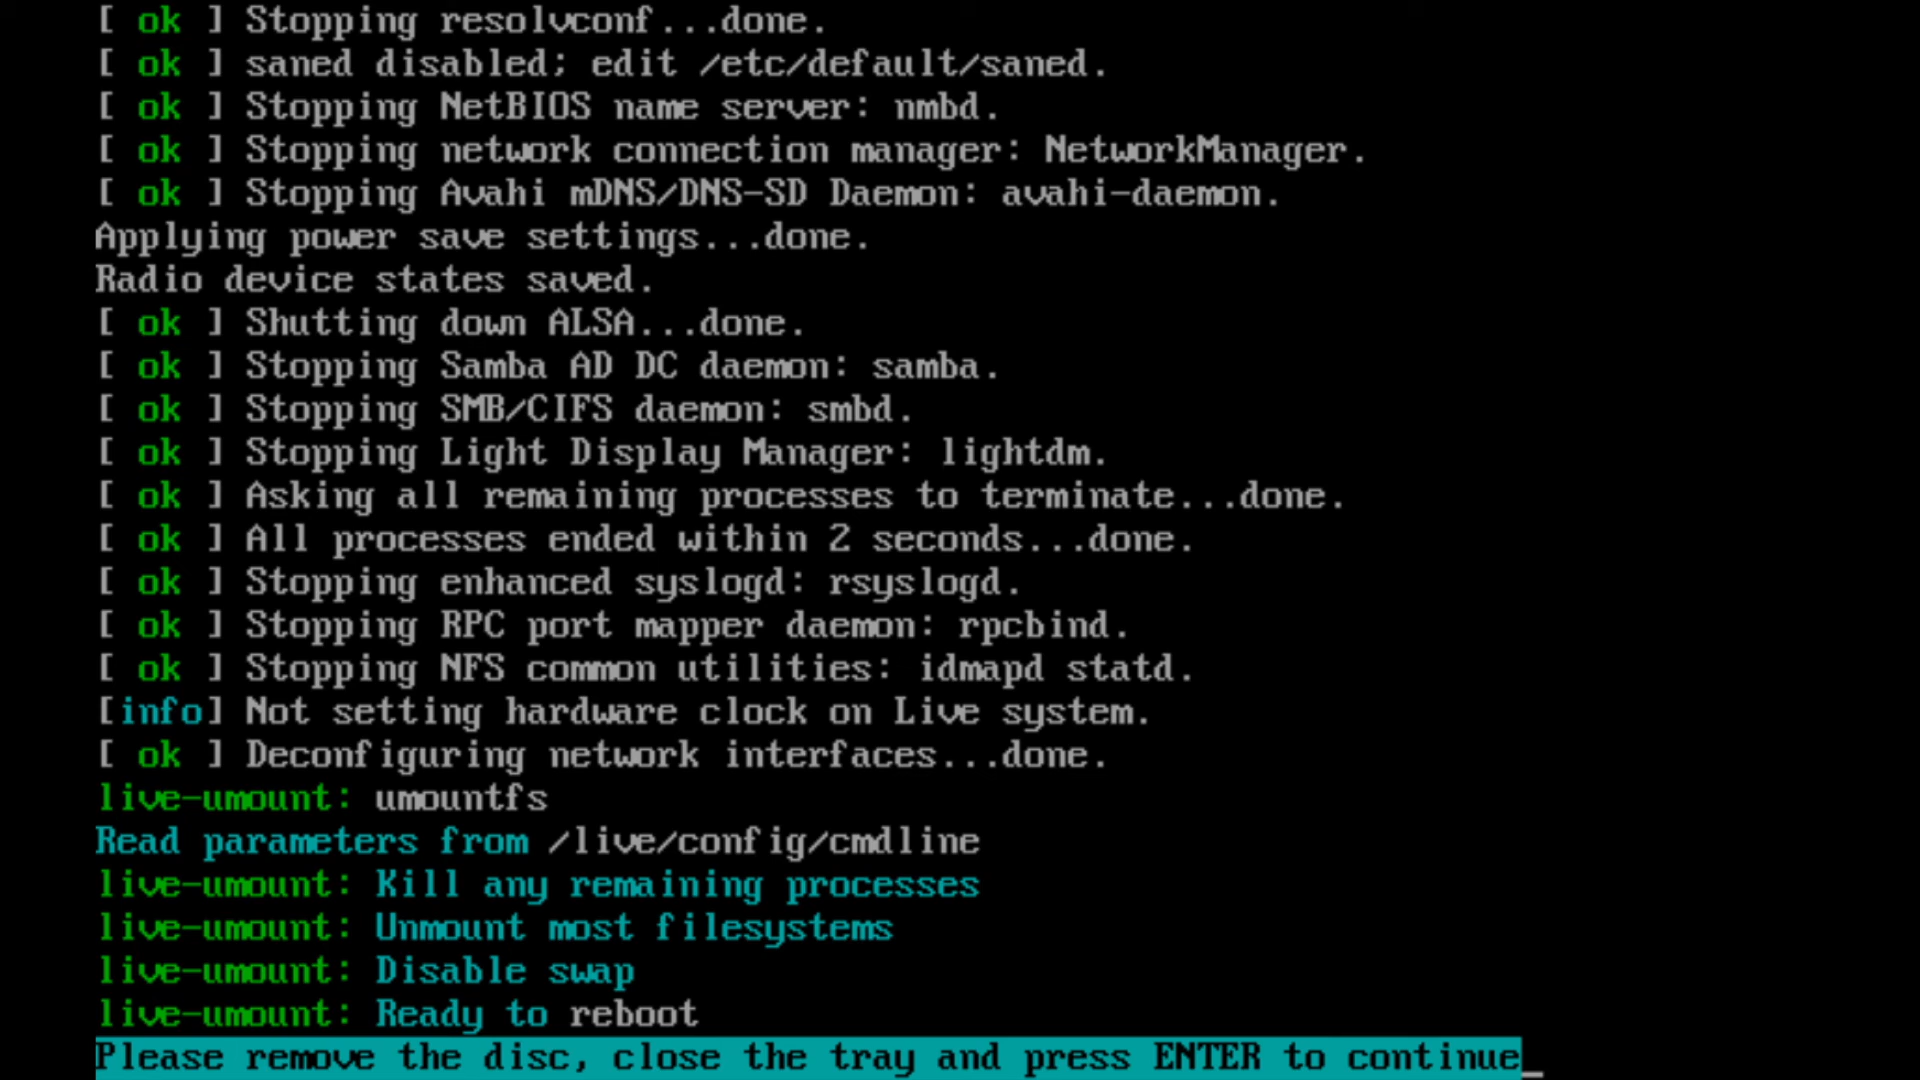 [ ok ] Stopping resolvconf...done.
[ ok ] saned disabled; edit /etc/default/saned.
[ ok ] Stopping NetBIOS name server: nmbd.
[ ok ] Stopping network connection manager: NetworkManager.
[ ok ] Stopping Avahi mDNS/DNS-SD Daemon: avahi-daemon.
Applying power save settings...done.
Radio device states saved.
[ ok ] Shutting down ALSA...done.
[ ok ] Stopping Samba AD DC daemon: samba.
[ ok ] Stopping SMB/CIFS daemon: smbd.
[ ok ] Stopping Light Display Manager: lightdm.
[ ok ] Asking all remaining processes to terminate...done.
[ ok ] All processes ended within 2 seconds...done.
[ ok ] Stopping enhanced syslogd: rsyslogd.
[ ok ] Stopping RPC port mapper daemon: rpcbind.
[ ok ] Stopping NFS common utilities: idmapd statd.
[info] Not setting hardware clock on Live system.
[ ok ] Deconfiguring network interfaces...done.
live-umount: umountfs
Read parameters from /live/config/cmdline
live-umount: Kill any remaining processes
live-umount: Unmount most filesystems
live-umount: Disable swap
live-umount: Ready to reboot
Please remove the disc, close the tray and press ENTER to continue_